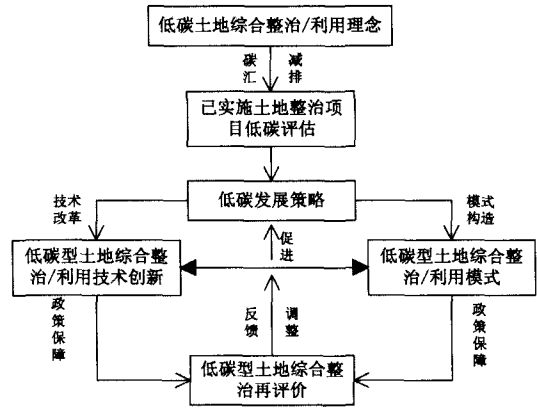 低碳土地综合整治/利用理念
碳汇
减排
已实施土地整治项
目低碳评估
低碳发展策略
技术
改革
模式
构造
促进
低碳型土地综合整
治/利用技术创新
低碳型土地综合整
治/利用模式
政策保障
反馈
调整
政策保障
低碳型土地综合整
治再评价